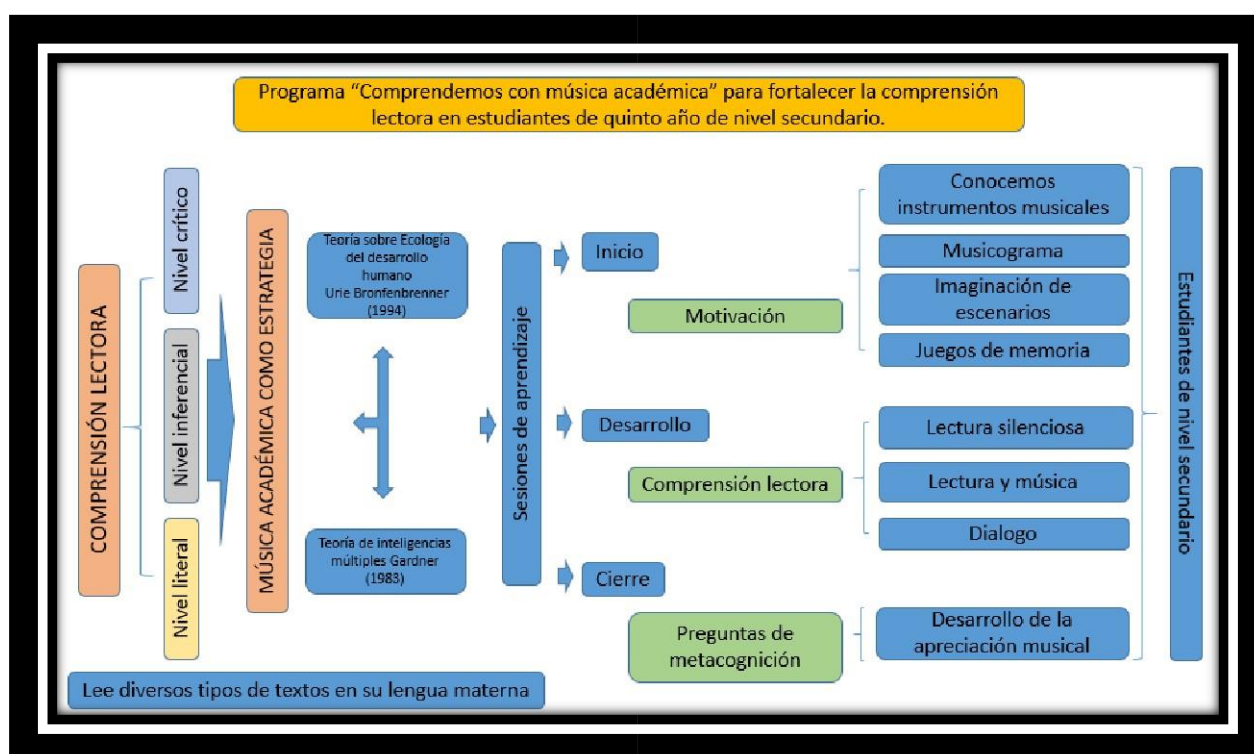 Programa “Comprendemos con música académica” para fortalecer la comprensión
lectora en estudiantes de quinto año de nivel secundario.
COMPRENSIÓN LECTORA
Nivel crítico
Nivel inferencial
Nivel literal
MÚSICA ACADÉMICA COMO ESTRATEGIA
Teoría sobre Ecología
del desarrollo
humano
Urie Bronfenbrenner
(1994)
Teoría de inteligencias
múltiples Gardner
(1983)
Sesiones de aprendizaje
Inicio
Motivación
Conocemos
instrumentos musicales
Musicograma
Imaginación de
escenarios
Juegos de memoria
Desarrollo
Comprensión lectora
Lectura silenciosa
Lectura y música
Dialogo
Cierre
Preguntas de
metacognición
Desarrollo de la
apreciación musical
Estudiantes de nivel secundario
Lee diversos tipos de textos en su lengua materna